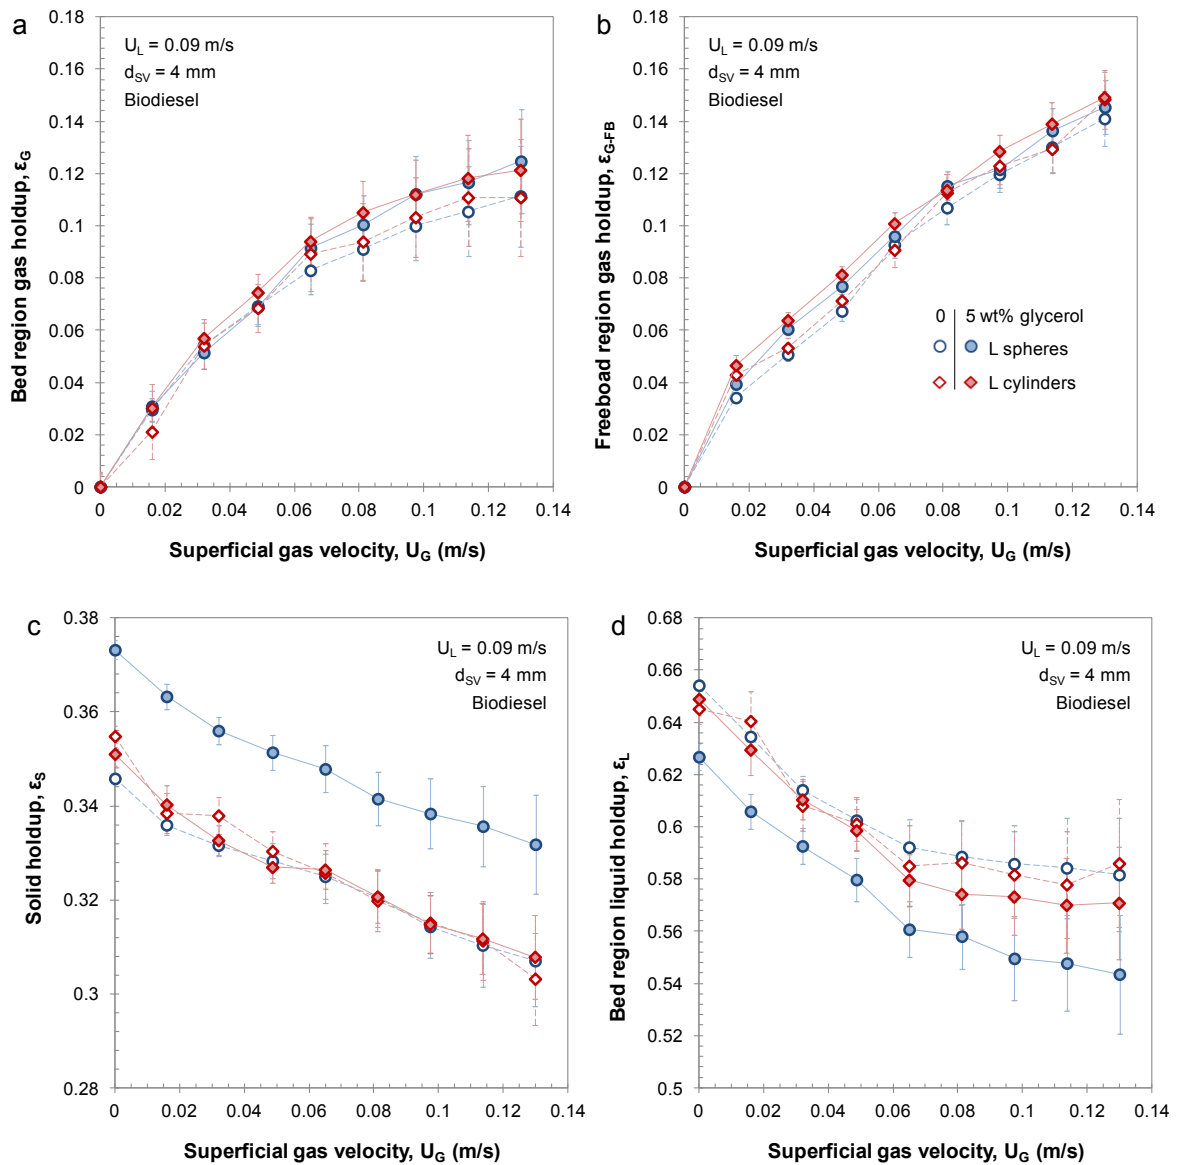 a
U_L = 0.09 m/s
d_SV = 4 mm
Biodiesel
0.18
0.16
0.14
0.12
0.1
0.08
0.06
0.04
0.02
0
0 0.02 0.04 0.06 0.08 0.1 0.12 0.14
Bed region gas holdup, ε_G
Superficial gas velocity, U_G (m/s)
b
U_L = 0.09 m/s
d_SV = 4 mm
Biodiesel
0.18
0.16
0.14
0.12
0.1
0.08
0.06
0.04
0.02
0
0 0.02 0.04 0.06 0.08 0.1 0.12 0.14
Freeboad region gas holdup, ε_G-FB
Superficial gas velocity, U_G (m/s)
0 5 wt% glycerol
L spheres
L cylinders
c
U_L = 0.09 m/s
d_SV = 4 mm
Biodiesel
0.38
0.36
0.34
0.32
0.3
0.28
0 0.02 0.04 0.06 0.08 0.1 0.12 0.14
Solid holdup, ε_S
Superficial gas velocity, U_G (m/s)
d
U_L = 0.09 m/s
d_SV = 4 mm
Biodiesel
0.68
0.66
0.64
0.62
0.6
0.58
0.56
0.54
0.52
0.5
0 0.02 0.04 0.06 0.08 0.1 0.12 0.14
Bed region liquid holdup, ε_L
Superficial gas velocity, U_G (m/s)